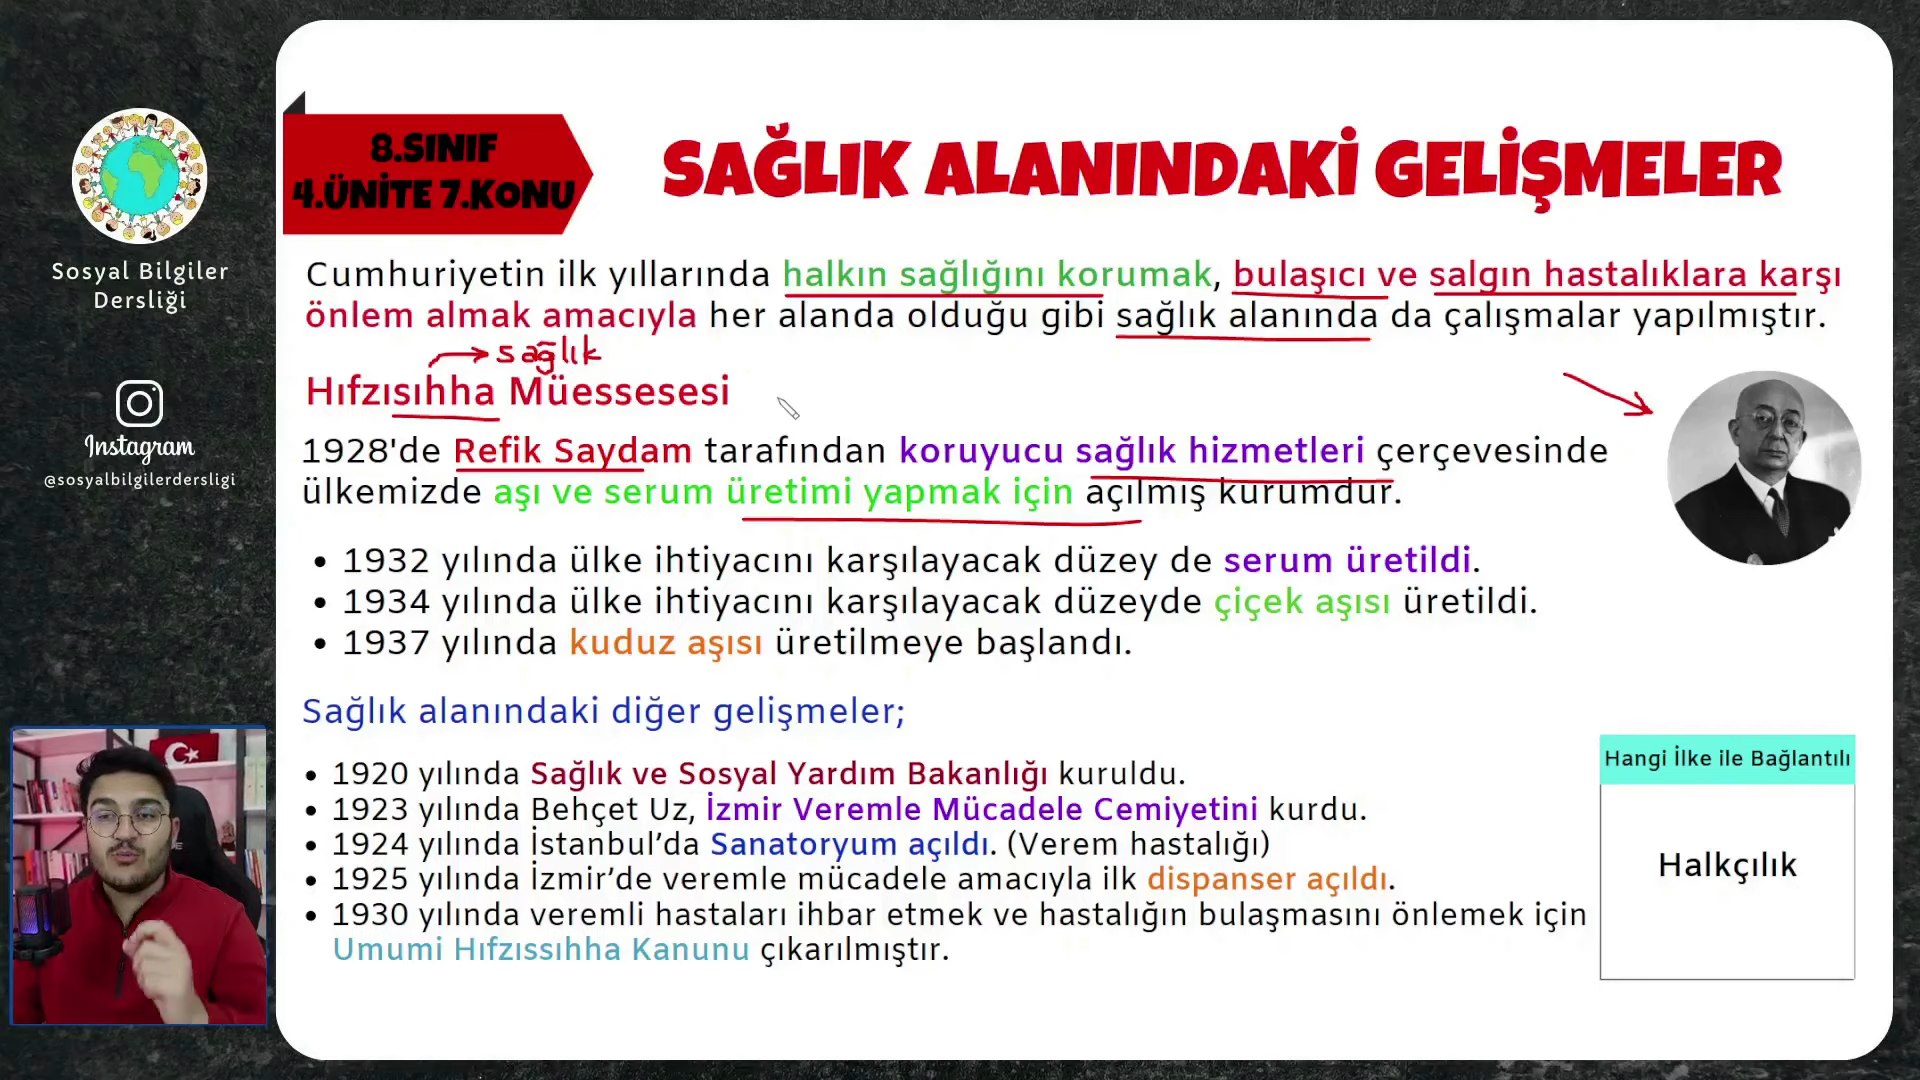 8.SINIF
4.ÜNİTE 7.KONU
SAĞLIK ALANINDAKİ GELİŞMELER
Sosyal Bilgiler
Dersliği
Instagram
@sosyalbilgilerdersligi
Cumhuriyetin ilk yıllarında halkın sağlığını korumak, bulaşıcı ve salgın hastalıklara karşı
önlem almak amacıyla her alanda olduğu gibi sağlık alanında da çalışmalar yapılmıştır.
sağlık
Hıfzısıhha Müessesesi
1928'de Refik Saydam tarafından koruyucu sağlık hizmetleri çerçevesinde
ülkemizde aşı ve serum üretimi yapmak için açılmış kurumdur.
• 1932 yılında ülke ihtiyacını karşılayacak düzey de serum üretildi.
• 1934 yılında ülke ihtiyacını karşılayacak düzeyde çiçek aşısı üretildi.
• 1937 yılında kuduz aşısı üretilmeye başlandı.
Sağlık alanındaki diğer gelişmeler;
• 1920 yılında Sağlık ve Sosyal Yardım Bakanlığı kuruldu.
• 1923 yılında Behçet Uz, İzmir Veremle Mücadele Cemiyetini kurdu.
• 1924 yılında İstanbul’da Sanatoryum açıldı. (Verem hastalığı)
• 1925 yılında İzmir’de veremle mücadele amacıyla ilk dispanser açıldı.
• 1930 yılında veremli hastaları ihbar etmek ve hastalığın bulaşmasını önlemek için
Umumi Hıfzıssıhha Kanunu çıkarılmıştır.
Hangi İlke ile Bağlantılı
Halkçılık